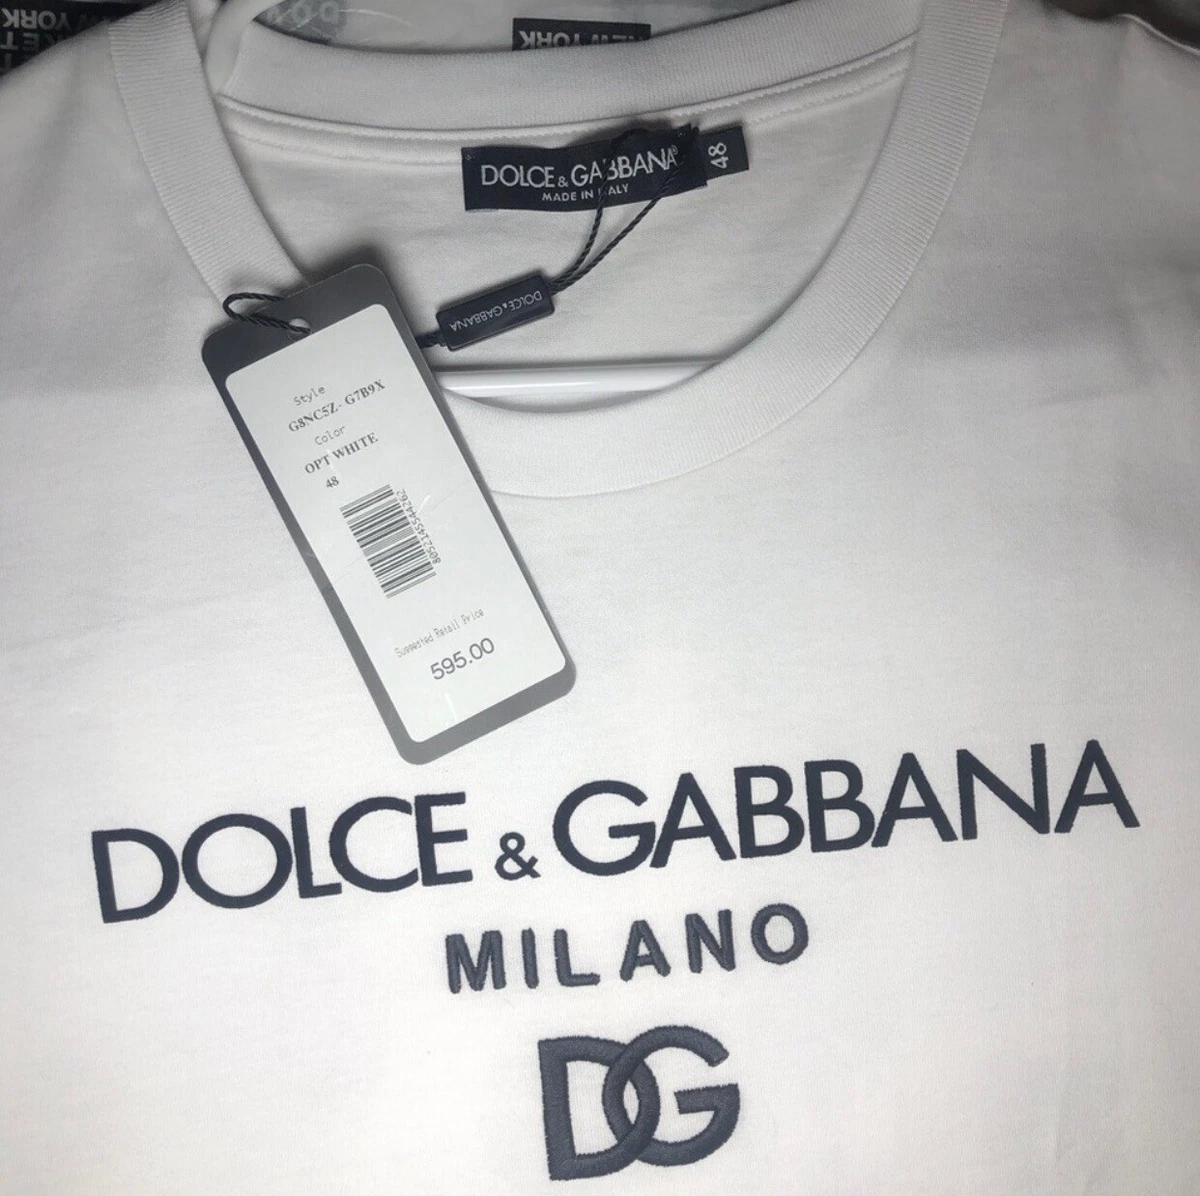 NEW YORK
DOLCE & GABBANA®
MADE IN ITALY
48
DOLCE & GABBANA
Style
G8NC5Z- G7B9X
Color
OPT WHITE
48
8052145544262
Suggested Retail Price
595.00
DOLCE & GABBANA
MILANO
DG